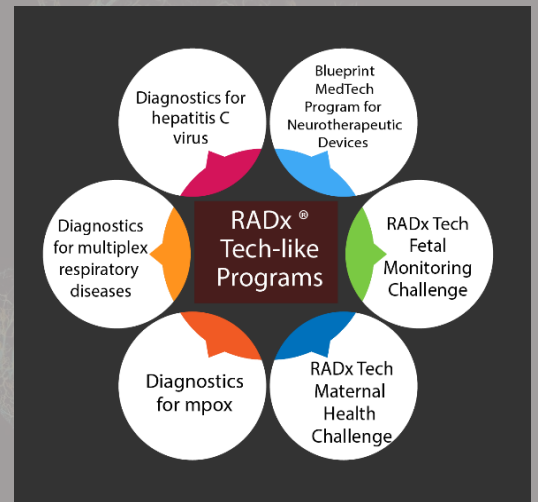 Diagnostics for
hepatitis C
virus
Blueprint
MedTech
Program for
Neurotherapeutic
Devices
Diagnostics
for multiplex
respiratory
diseases
RADx ®
Tech-like
Programs
RADx Tech
Fetal
Monitoring
Challenge
Diagnostics
for mpox
RADx Tech
Maternal
Health
Challenge